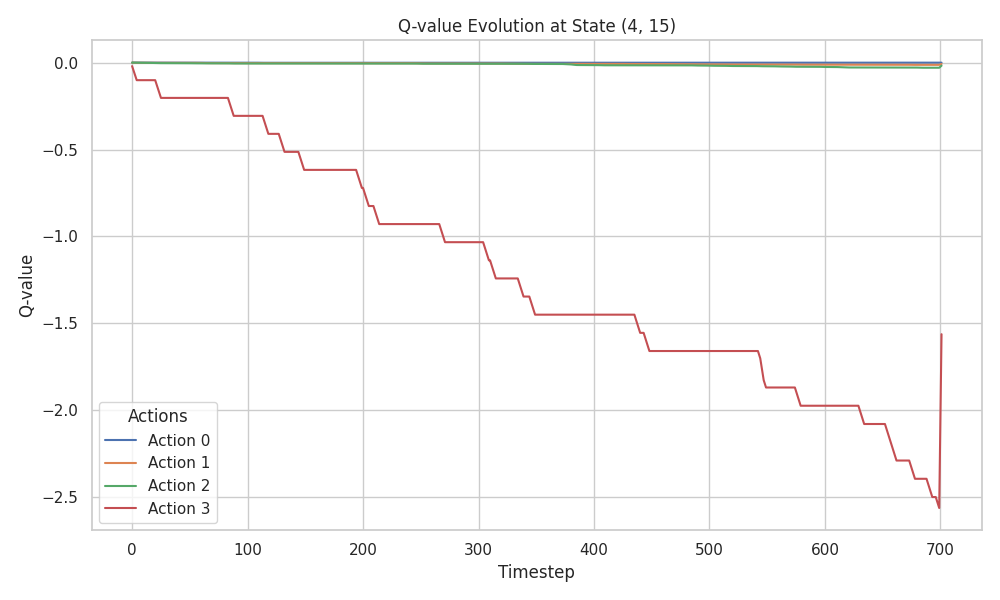 Q-value Evolution at State (4, 15)
0.0
−0.5
−1.0
−1.5
−2.0
−2.5
Q-value
Actions
Action 0
Action 1
Action 2
Action 3
0 100 200 300 400 500 600 700
Timestep